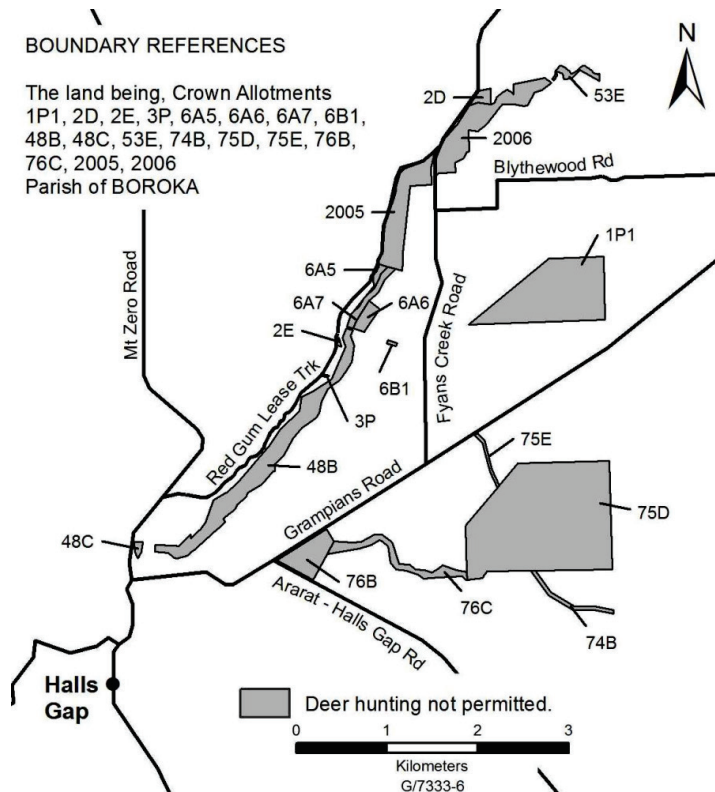 BOUNDARY REFERENCES
The land being, Crown Allotments
1P1, 2D, 2E, 3P, 6A5, 6A6, 6A7, 6B1,
48B, 48C, 53E, 74B, 75D, 75E, 76B,
76C, 2005, 2006
Parish of BOROKA
N
2D
53E
2006
Blythewood Rd
2005
1P1
6A5
6A7
6A6
2E
Mt Zero Road
Fyans Creek Road
6B1
Red Gum Lease Trk
3P
75E
48B
Grampians Road
75D
48C
76B
76C
Ararat - Halls Gap Rd
74B
Halls
Gap
Deer hunting not permitted.
0 1 2 3
Kilometers
G/7333-6